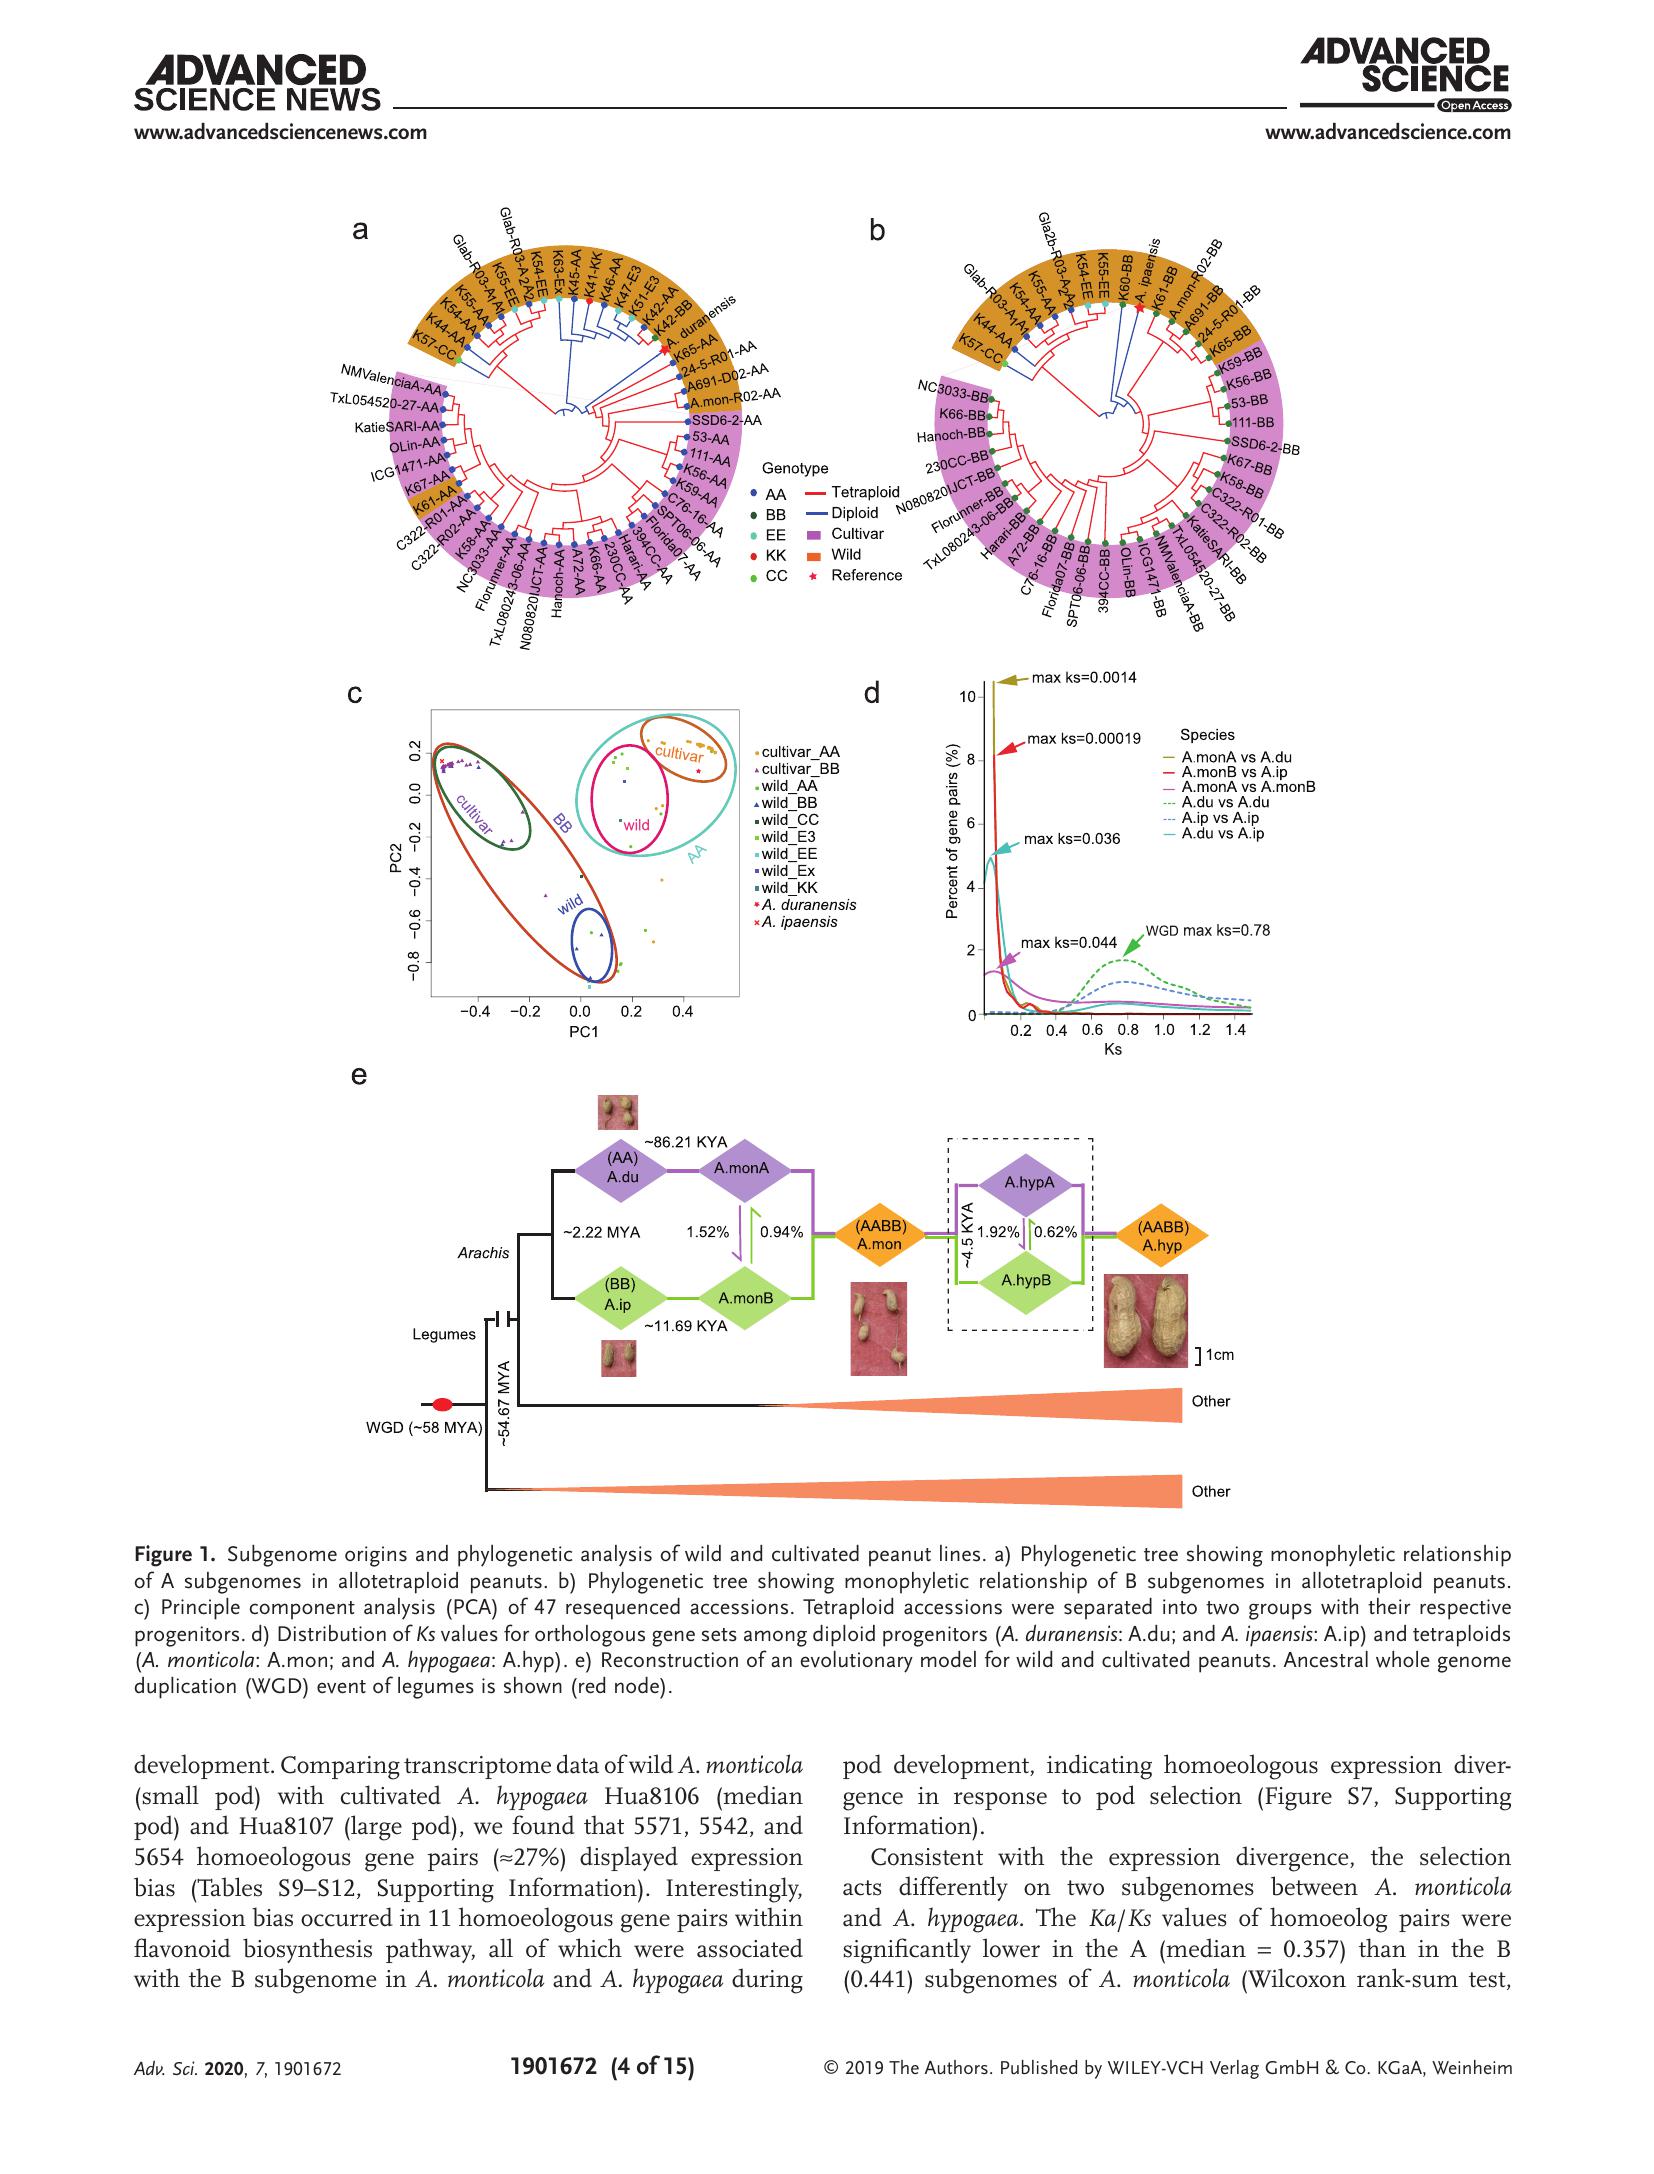 ADVANCED
SCIENCE NEWS
www.advancedsciencenews.com
ADVANCED
SCIENCE
Open Access
www.advancedscience.com
a
K57-CC
K44-AA
K54-AA
K55-AA
Glab-R03-A1A1
K55-EE
Glab-R03-A2A2
K54-EE
K63-Ex
K45-AA
K41-KK
K46-AA
K47-E3
K51-E3
K42-AA
K42-BB
A. duranensis
K65-AA
24-5-R01-AA
A691-D02-AA
A.mon-R02-AA
SSD6-2-AA
53-AA
111-AA
K56-AA
K59-AA
C76-16-AA
SPT06-06-AA
Florida07-AA
394CC-AA
Harari-AA
230CC-AA
K66-AA
A72-AA
Hanoch-AA
N080820IJCT-AA
TxL080243-06-AA
Florunner-AA
NC3033-AA
K58-AA
C322-R02-AA
C322-R01-AA
K61-AA
K67-AA
ICG1471-AA
OLin-AA
KatieSARI-AA
TxL054520-27-AA
NMValenciaA-AA
Genotype
AA
BB
EE
KK
CC
Tetraploid
Diploid
Cultivar
Wild
Reference
b
K57-CC
K44-AA
Glab-R03-A1A1
K54-AA
K55-AA
Gla2b-R03-A2A2
K54-EE
K55-EE
K60-BB
A. ipaensis
K61-BB
A.mon-R02-BB
A691-BB
24-5-R01-BB
K65-BB
K59-BB
K56-BB
53-BB
111-BB
SSD6-2-BB
K67-BB
K58-BB
C322-R01-BB
C322-R02-BB
KatieSARI-BB
TxL054520-27-BB
NMValenciaA-BB
ICG1471-BB
OLin-BB
394CC-BB
SPT06-06-BB
Florida07-BB
C76-16-BB
A72-BB
Harari-BB
TxL080243-06-BB
Florunner-BB
N080820IJCT-BB
230CC-BB
Hanoch-BB
K66-BB
NC3033-BB
c
PC2
0.2
0.0
−0.2
−0.4
−0.6
−0.8
cultivar
BB
wild
cultivar
wild
AA
−0.4 −0.2 0.0 0.2 0.4
PC1
cultivar_AA
cultivar_BB
wild_AA
wild_BB
wild_CC
wild_E3
wild_EE
wild_Ex
wild_KK
A. duranensis
A. ipaensis
d
Percent of gene pairs (%)
10
8
6
4
2
0
max ks=0.0014
max ks=0.00019
max ks=0.036
max ks=0.044
WGD max ks=0.78
Species
A.monA vs A.du
A.monB vs A.ip
A.monA vs A.monB
A.du vs A.du
A.ip vs A.ip
A.du vs A.ip
0.2 0.4 0.6 0.8 1.0 1.2 1.4
Ks
e
~86.21 KYA
(AA)
A.du
A.monA
~2.22 MYA
1.52%
0.94%
(BB)
A.ip
A.monB
~11.69 KYA
(AABB)
A.mon
~4.5 KYA
A.hypA
1.92%
0.62%
A.hypB
(AABB)
A.hyp
1cm
Arachis
Legumes
~54.67 MYA
WGD (~58 MYA)
Other
Other
Figure 1. Subgenome origins and phylogenetic analysis of wild and cultivated peanut lines. a) Phylogenetic tree showing monophyletic relationship
of A subgenomes in allotetraploid peanuts. b) Phylogenetic tree showing monophyletic relationship of B subgenomes in allotetraploid peanuts.
c) Principle component analysis (PCA) of 47 resequenced accessions. Tetraploid accessions were separated into two groups with their respective
progenitors. d) Distribution of Ks values for orthologous gene sets among diploid progenitors (A. duranensis: A.du; and A. ipaensis: A.ip) and tetraploids
(A. monticola: A.mon; and A. hypogaea: A.hyp). e) Reconstruction of an evolutionary model for wild and cultivated peanuts. Ancestral whole genome
duplication (WGD) event of legumes is shown (red node).
development. Comparing transcriptome data of wild A. monticola
(small pod) with cultivated A. hypogaea Hua8106 (median
pod) and Hua8107 (large pod), we found that 5571, 5542, and
5654 homoeologous gene pairs (≈27%) displayed expression
bias (Tables S9–S12, Supporting Information). Interestingly,
expression bias occurred in 11 homoeologous gene pairs within
flavonoid biosynthesis pathway, all of which were associated
with the B subgenome in A. monticola and A. hypogaea during
pod development, indicating homoeologous expression diver-
gence in response to pod selection (Figure S7, Supporting
Information).
Consistent with the expression divergence, the selection
acts differently on two subgenomes between A. monticola
and A. hypogaea. The Ka/Ks values of homoeolog pairs were
significantly lower in the A (median = 0.357) than in the B
(0.441) subgenomes of A. monticola (Wilcoxon rank-sum test,
Adv. Sci. 2020, 7, 1901672
1901672 (4 of 15)
© 2019 The Authors. Published by WILEY-VCH Verlag GmbH & Co. KGaA, Weinheim